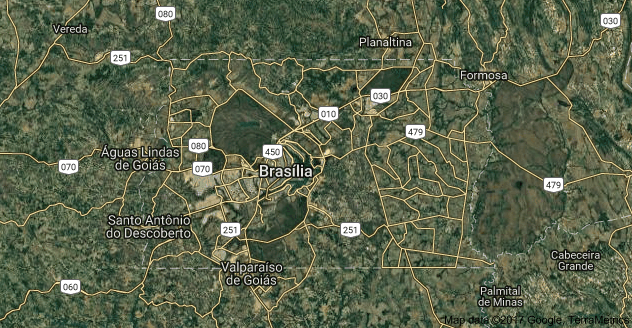 080
030
Vereda
Planaltina
251
Formosa
030
010
479
080
450
Águas Lindas
de Goiás
070
070
Brasília
479
Santo Antônio
do Descoberto
251
251
Cabeceira
Grande
Valparaíso
de Goiás
060
Palmital
de Minas
Map data ©2017 Google, TerraMetrics